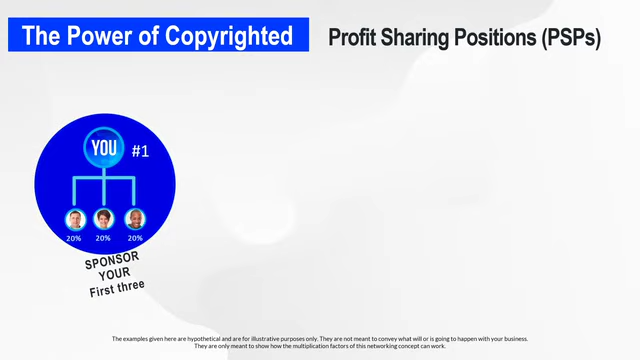 The Power of Copyrighted Profit Sharing Positions (PSPs)
YOU #1
20% 20% 20%
SPONSOR
YOUR
First three
The examples given here are hypothetical and are for illustrative purposes only. They are not meant to convey what will or is going to happen with your business.
They are only meant to show how the multiplication factors of this networking concept can work.